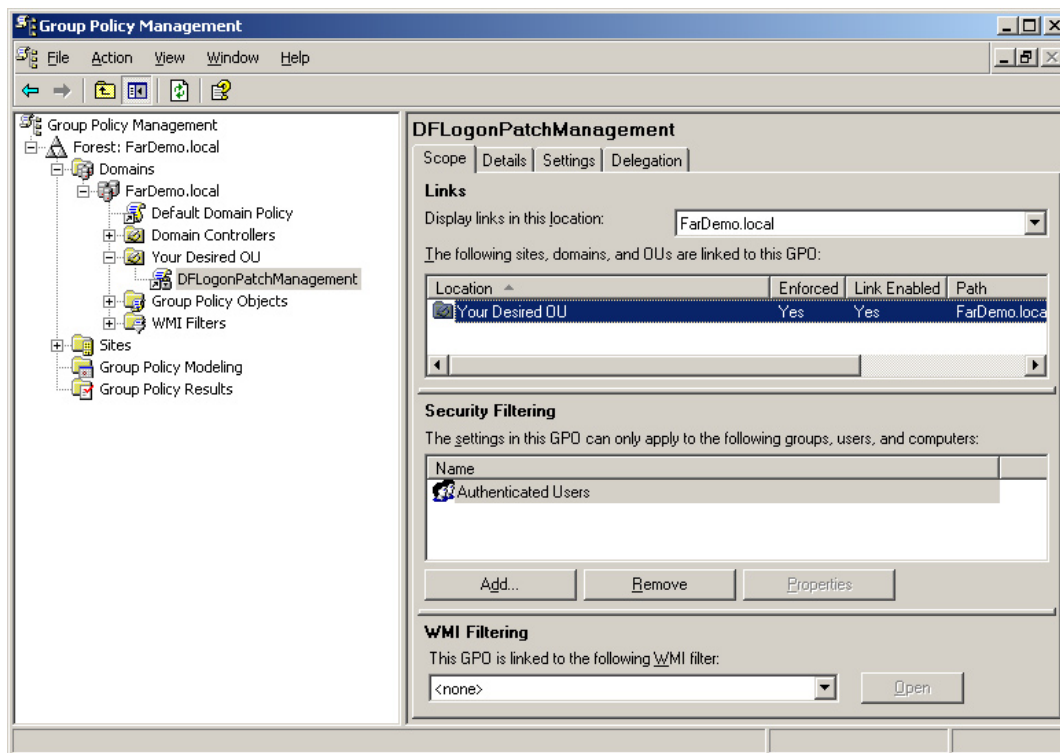 Group Policy Management
File Action View Window Help
Group Policy Management
Forest: FarDemo.local
Domains
FarDemo.local
Default Domain Policy
Domain Controllers
Your Desired OU
DFLogonPatchManagement
Group Policy Objects
WMI Filters
Sites
Group Policy Modeling
Group Policy Results
DFLogonPatchManagement
Scope Details Settings Delegation
Links
Display links in this location: FarDemo.local
The following sites, domains, and OUs are linked to this GPO:
Location Enforced Link Enabled Path
Your Desired OU Yes Yes FarDemo.loca
Security Filtering
The settings in this GPO can only apply to the following groups, users, and computers:
Name
Authenticated Users
Add... Remove Properties
WMI Filtering
This GPO is linked to the following WMI filter:
<none> Open